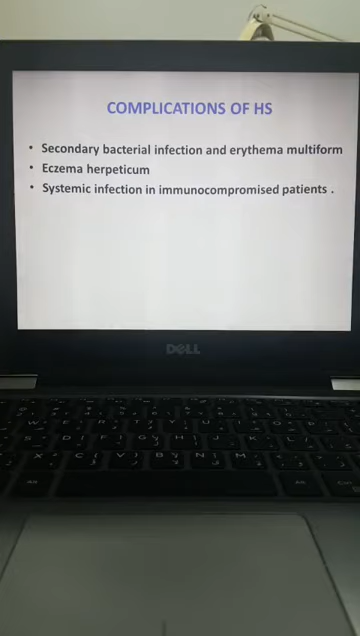 COMPLICATIONS OF HS
• Secondary bacterial infection and erythema multiform
• Eczema herpeticum
• Systemic infection in immunocompromised patients .
DELL